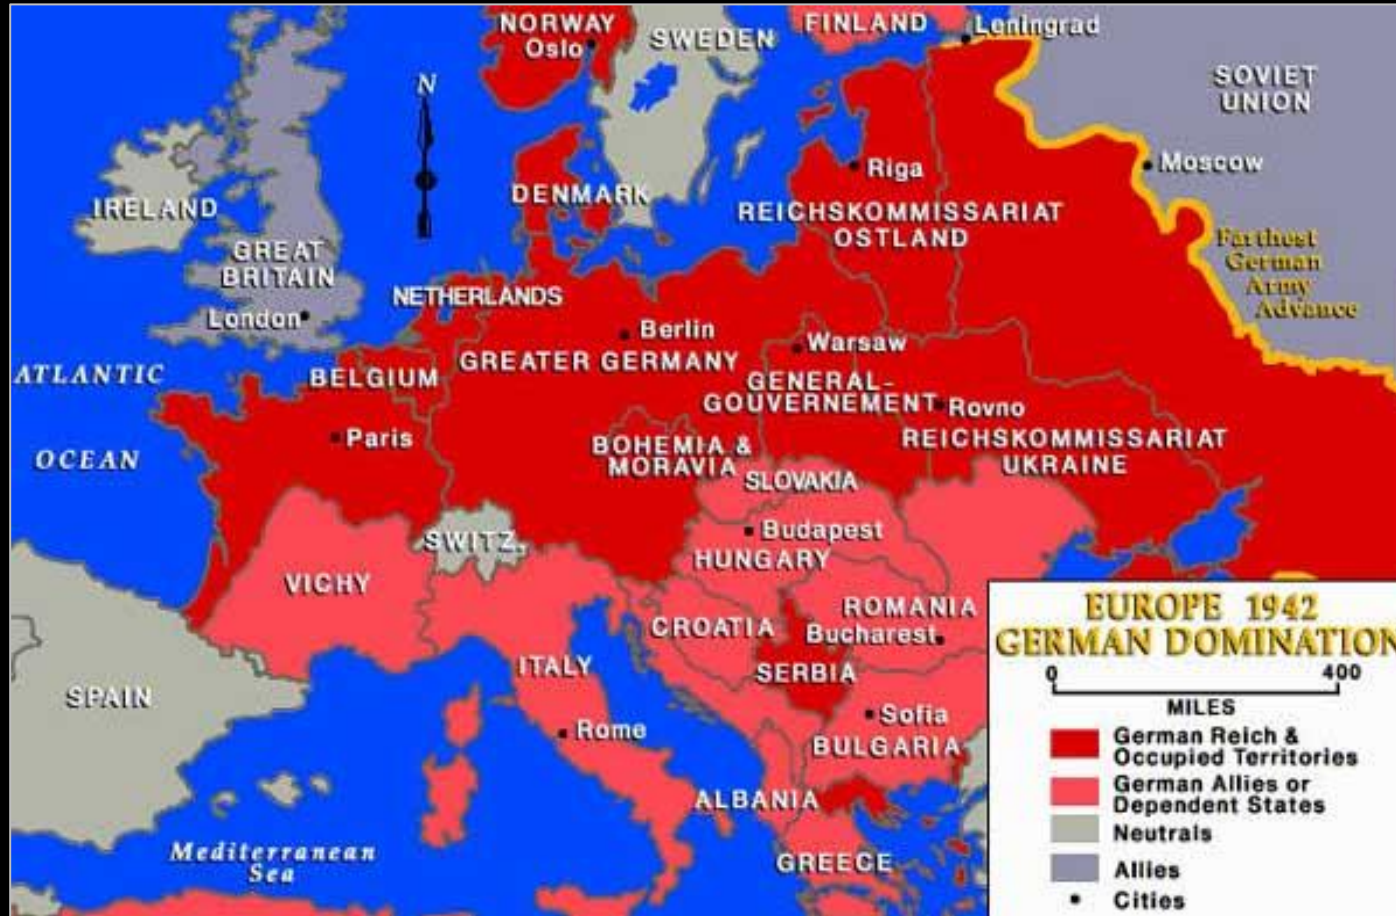 NORWAY
Oslo
SWEDEN
FINLAND
Leningrad
SOVIET
UNION
N
Moscow
Riga
IRELAND
DENMARK
REICHSKOMMISSARIAT
OSTLAND
GREAT
BRITAIN
Farthest
German
Army
Advance
NETHERLANDS
London
Berlin
Warsaw
GREATER GERMANY
ATLANTIC
OCEAN
BELGIUM
GENERAL-
GOUVERNEMENT
Rovno
Paris
BOHEMIA &
MORAVIA
REICHSKOMMISSARIAT
UKRAINE
SLOVAKIA
SWITZ.
Budapest
HUNGARY
VICHY
ROMANIA
Bucharest
CROATIA
ITALY
SERBIA
SPAIN
Rome
Sofia
BULGARIA
ALBANIA
GREECE
Mediterranean
Sea
EUROPE 1942
GERMAN DOMINATION
0 400
MILES
German Reich &
Occupied Territories
German Allies or
Dependent States
Neutrals
Allies
Cities